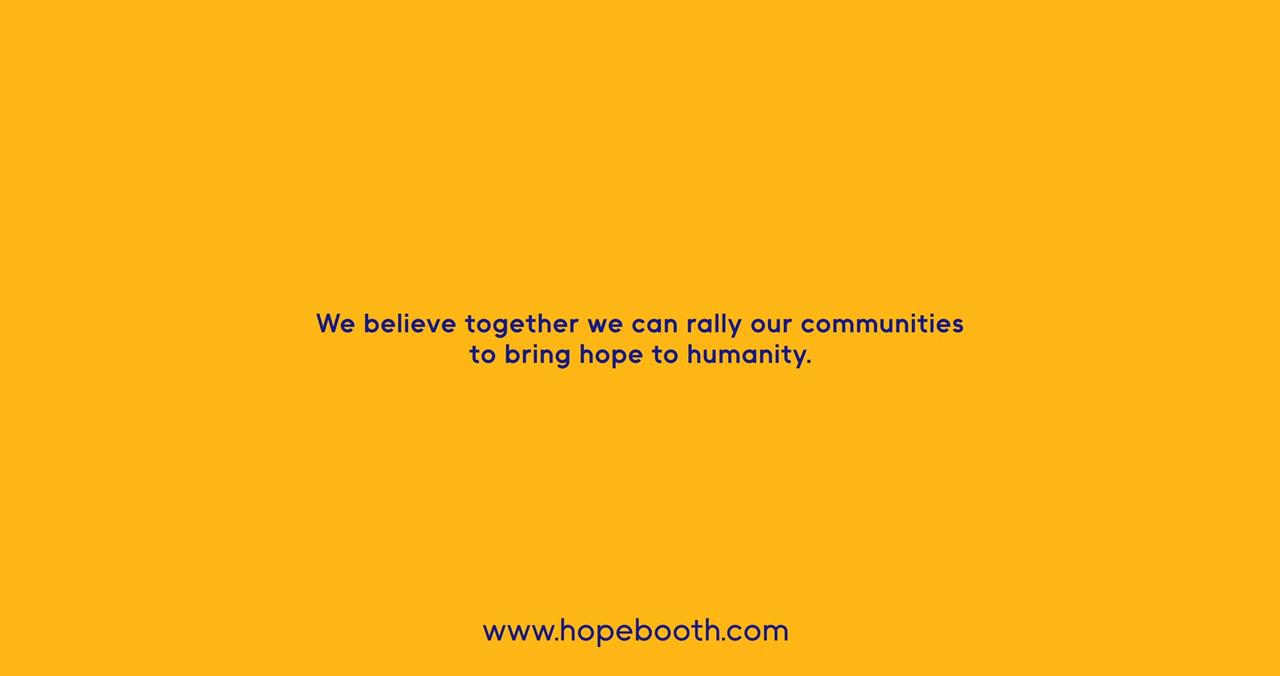 We believe together we can rally our communities
to bring hope to humanity.
www.hopebooth.com